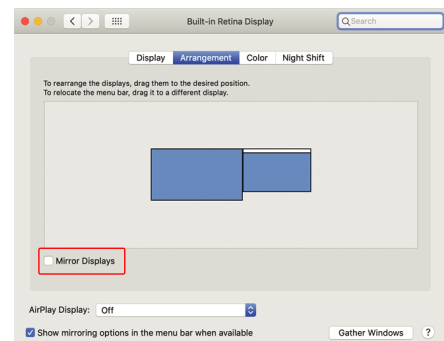 Built-in Retina Display
Search
Display Arrangement Color Night Shift
To rearrange the displays, drag them to the desired position.
To relocate the menu bar, drag it to a different display.
Mirror Displays
AirPlay Display: Off
Show mirroring options in the menu bar when available
Gather Windows ?